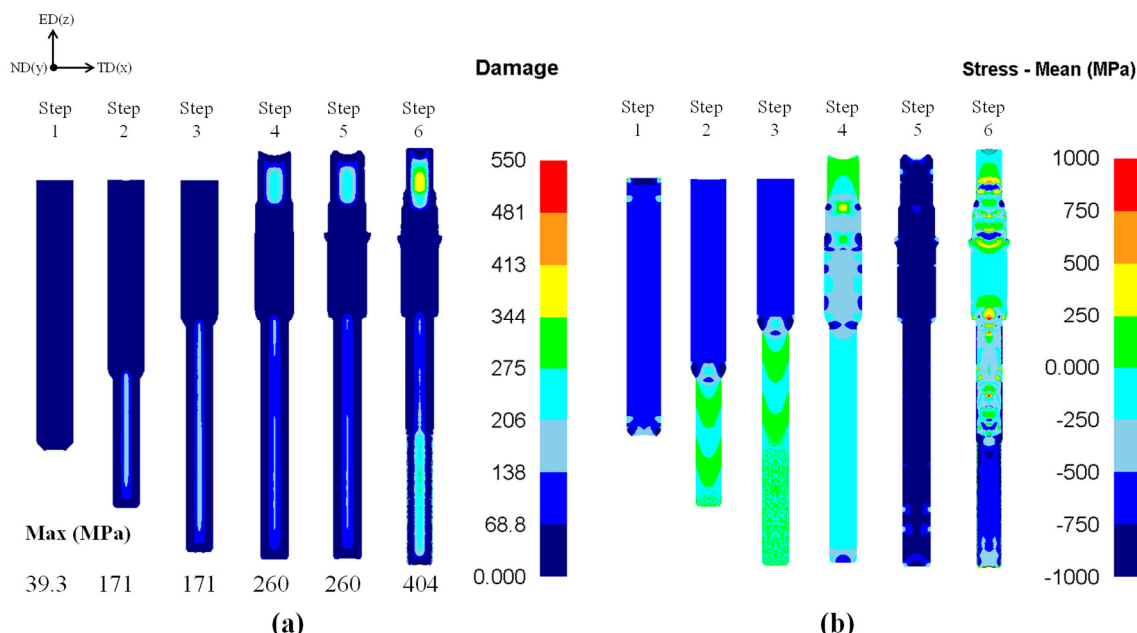 ED(z)
ND(y) TD(x)
Damage
Step Step Step Step Step Step
1 2 3 4 5 6
550
481
413
344
275
206
138
68.8
0.000
Max (MPa)
39.3 171 171 260 260 404
(a)
Stress - Mean (MPa)
Step Step Step Step Step Step
1 2 3 4 5 6
1000
750
500
250
0.000
-250
-500
-750
-1000
(b)